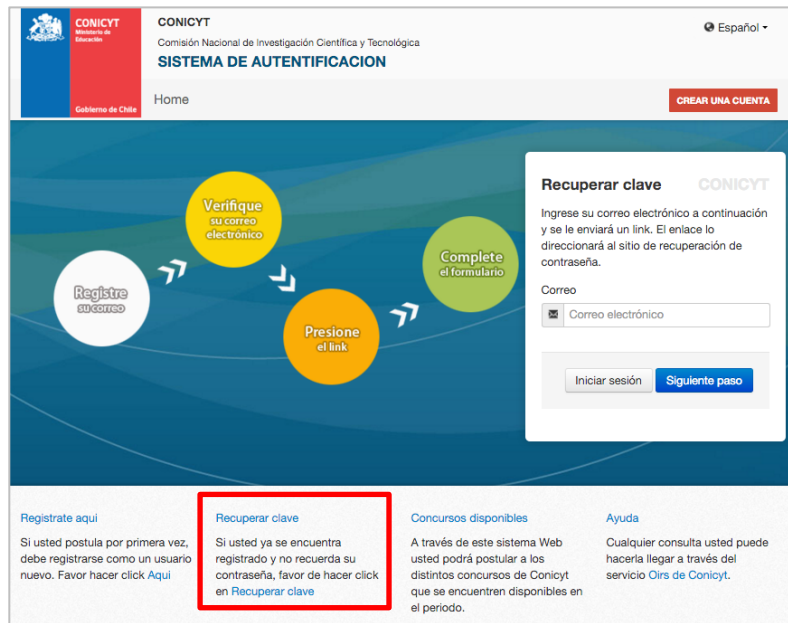 CONICYT
Ministerio de
Educación
Gobierno de Chile
CONICYT
Comisión Nacional de Investigación Científica y Tecnológica
SISTEMA DE AUTENTIFICACION
Español
Home
CREAR UNA CUENTA
Registre
su correo
Verifique
su correo
electrónico
Presione
el link
Complete
el formulario
Recuperar clave
CONICYT
Ingrese su correo electrónico a continuación
y se le enviará un link. El enlace lo
direccionará al sitio de recuperación de
contraseña.
Correo
Correo electrónico
Iniciar sesión
Siguiente paso
Registrate aqui
Si usted postula por primera vez,
debe registrarse como un usuario
nuevo. Favor hacer click Aqui
Recuperar clave
Si usted ya se encuentra
registrado y no recuerda su
contraseña, favor de hacer click
en Recuperar clave
Concursos disponibles
A través de este sistema Web
usted podrá postular a los
distintos concursos de Conicyt
que se encuentren disponibles en
el periodo.
Ayuda
Cualquier consulta usted puede
hacerla llegar a través del
servicio Oirs de Conicyt.